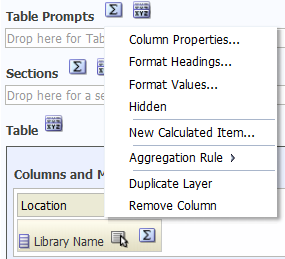 Table Prompts
Drop here for Tab
Sections
Drop here for a se
Table
Columns and M
Location
Library Name
Column Properties...
Format Headings...
Format Values...
Hidden
New Calculated Item...
Aggregation Rule
Duplicate Layer
Remove Column